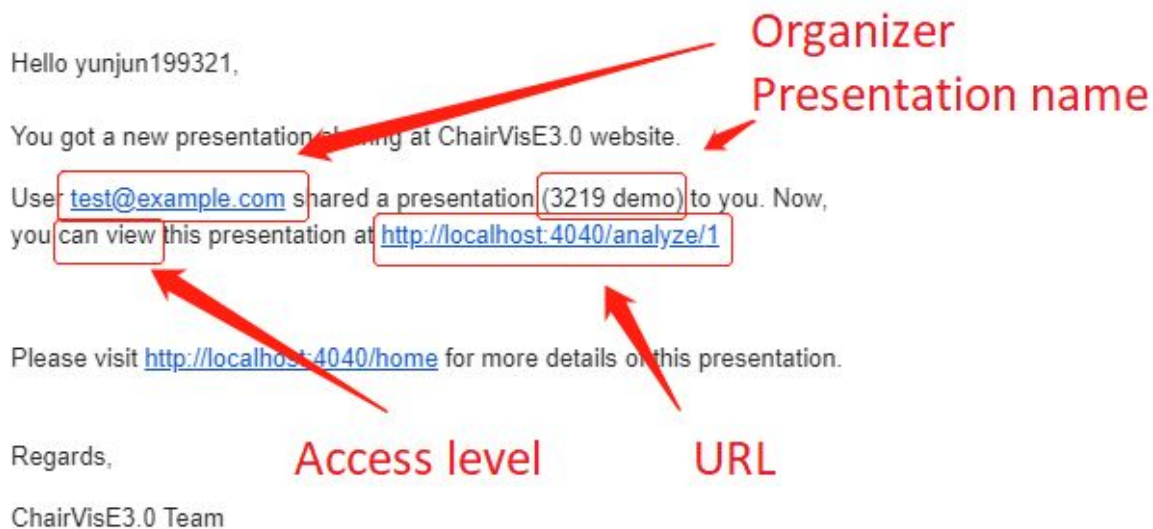 Organizer
Presentation name
Hello yunjun199321,
You got a new presentation sharing at ChairVisE3.0 website.
User test@example.com shared a presentation (3219 demo) to you. Now,
you can view this presentation at http://localhost:4040/analyze/1
Please visit http://localhost:4040/home for more details of this presentation.
Access level
URL
Regards,
ChairVisE3.0 Team